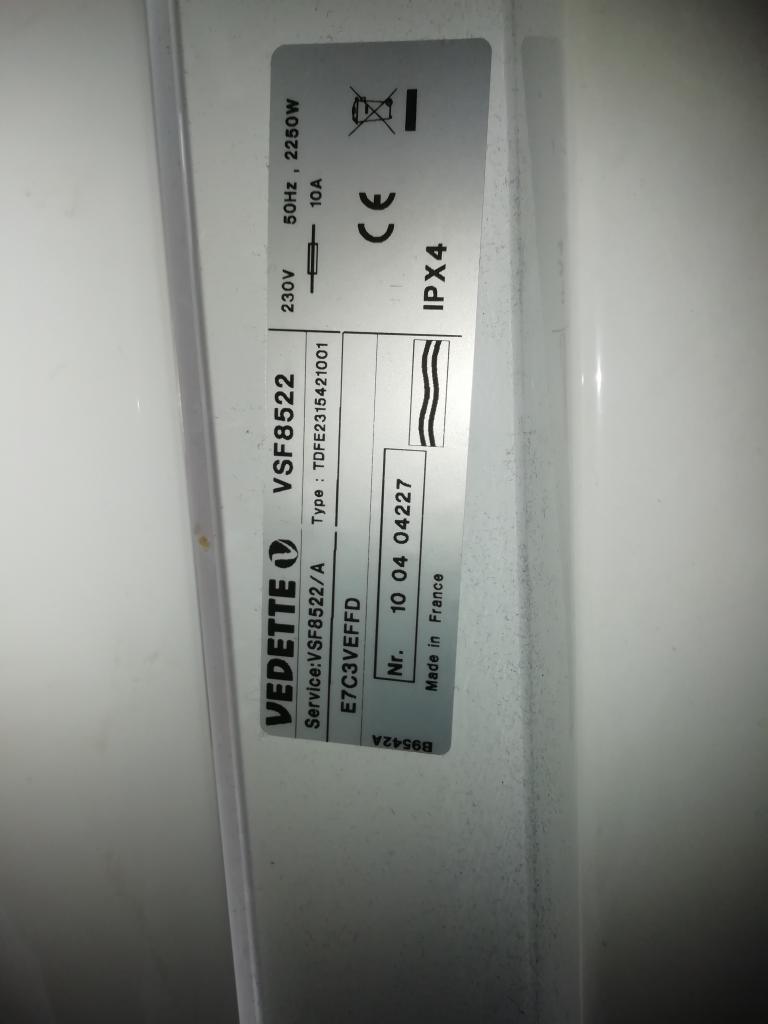 VEDETTE VSF8522
Service:VSF8522/A Type : TDFE2315421001
E7C3VEFFD
Nr. 10 04 04227
Made in France
B9542A
230V 50Hz , 2250W
10A
CE
IPX4